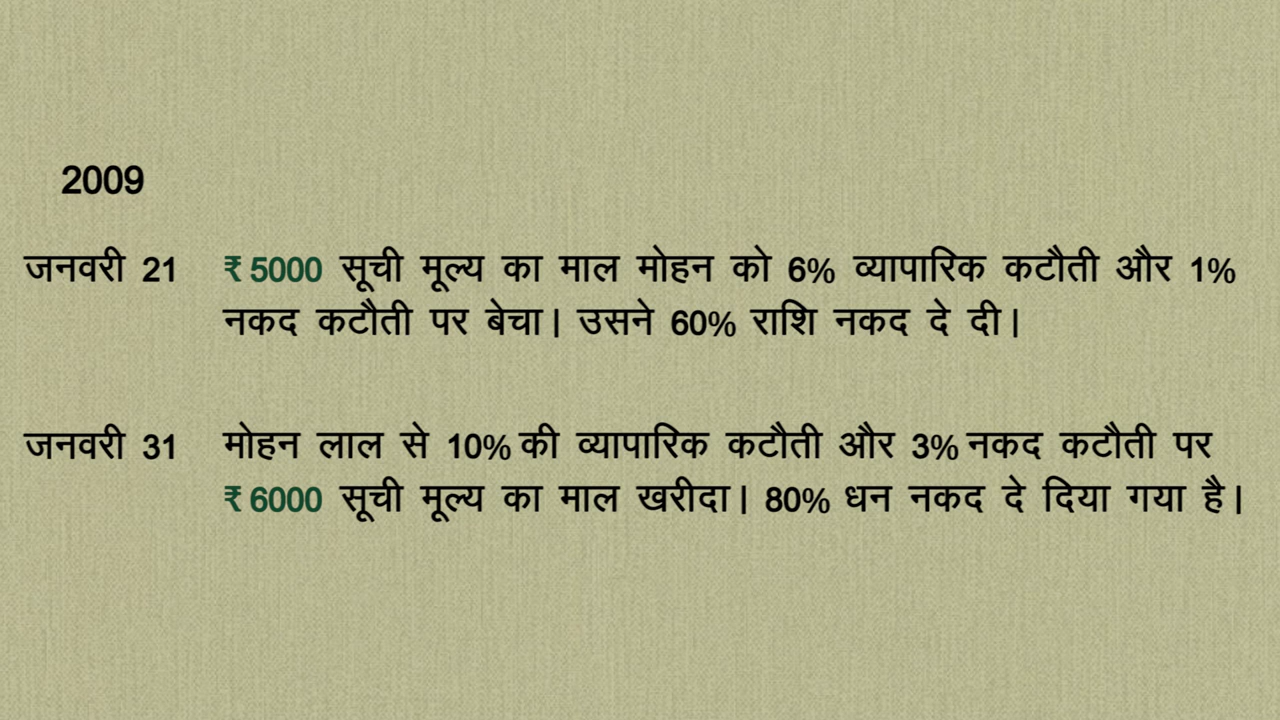 2009
जनवरी 21 ₹ 5000 सूची मूल्य का माल मोहन को 6% व्यापारिक कटौती और 1%
नकद कटौती पर बेचा। उसने 60% राशि नकद दे दी।
जनवरी 31 मोहन लाल से 10% की व्यापारिक कटौती और 3% नकद कटौती पर
₹ 6000 सूची मूल्य का माल खरीदा। 80% धन नकद दे दिया गया है।